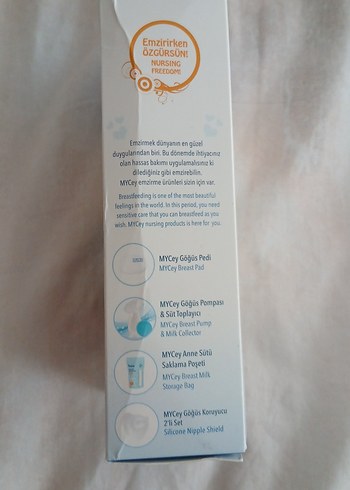 Emzirirken
ÖZGÜRSÜN!
NURSING
FREEDOM!
Emzirmek dünyanın en güzel
duygularından biri. Bu dönemde ihtiyacınız
olan hassas bakımı uygulamalısınız ki
dilediğiniz gibi emzirebilin.
MYCey emzirme ürünleri sizin için var.
Breastfeeding is one of the most beautiful
feelings in the world. In this period, you need
sensitive care that you can breastfeed as you
wish. MYCey nursing products is here for you.
MYCey Göğüs Pedi
MYCey Breast Pad
MYCey Göğüs Pompası
& Süt Toplayıcı
MYCey Breast Pump
& Milk Collector
MYCey Anne Sütü
Saklama Poşeti
MYCey Breast Milk
Storage Bag
MYCey Göğüs Koruyucu
2'li Set
Silicone Nipple Shield